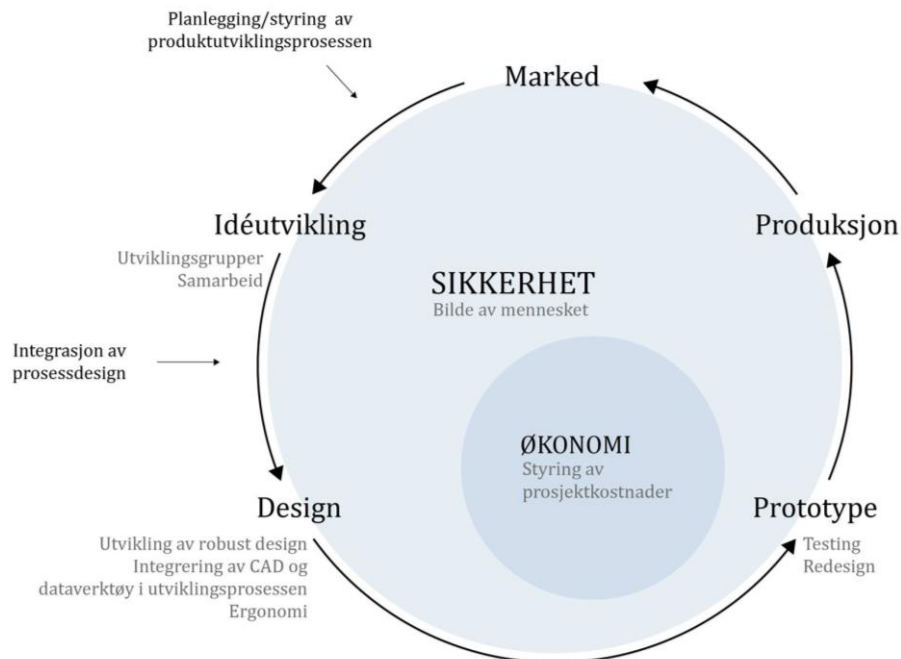 Planlegging/styring av
produktutviklingsprosessen
Marked
Idéutvikling
Utviklingsgrupper
Samarbeid
Produksjon
SIKKERHET
Bilde av mennesket
Integrasjon av
prosessdesign
ØKONOMI
Styring av
prosjektkostnader
Design
Utvikling av robust design
Integrering av CAD og
dataverktøy i utviklingsprosessen
Ergonomi
Prototype
Testing
Redesign